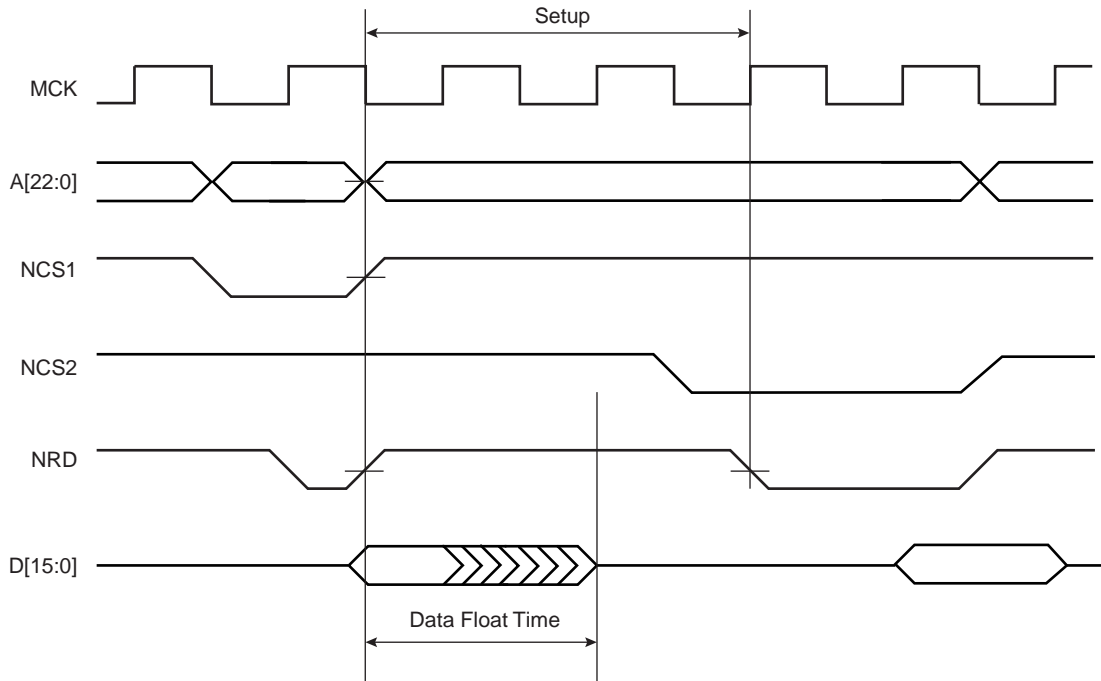 Setup
MCK
A[22:0]
NCS1
NCS2
NRD
D[15:0]
Data Float Time